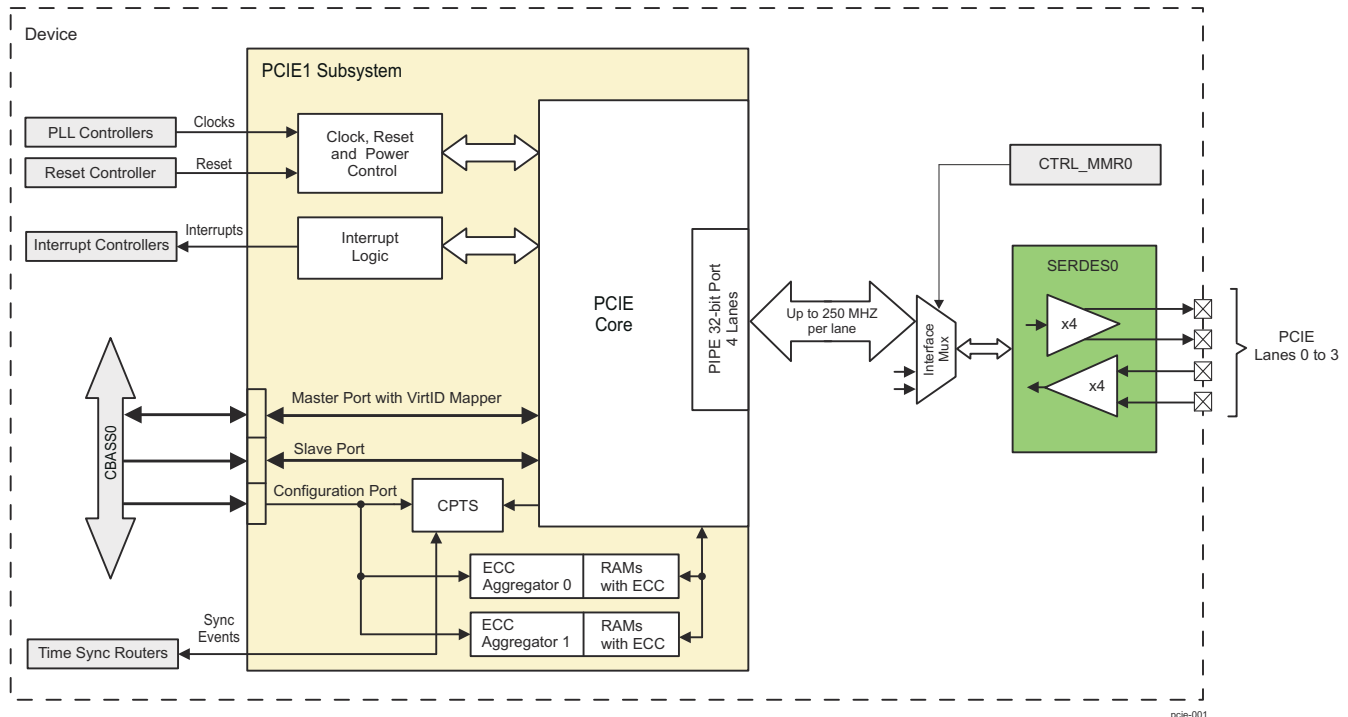 Device
PCIE1 Subsystem
PLL Controllers
Clocks
Reset Controller
Reset
Clock, Reset
and Power
Control
Interrupt Controllers
Interrupts
Interrupt
Logic
PCIE
Core
PIPE 32-bit Port
4 Lanes
Up to 250 MHZ
per lane
Interface
Mux
CTRL_MMR0
SERDES0
x4
x4
PCIE
Lanes 0 to 3
CBASS0
Master Port with VirtID Mapper
Slave Port
Configuration Port
CPTS
ECC
Aggregator 0
RAMs
with ECC
ECC
Aggregator 1
RAMs
with ECC
Sync
Events
Time Sync Routers
pcie-001